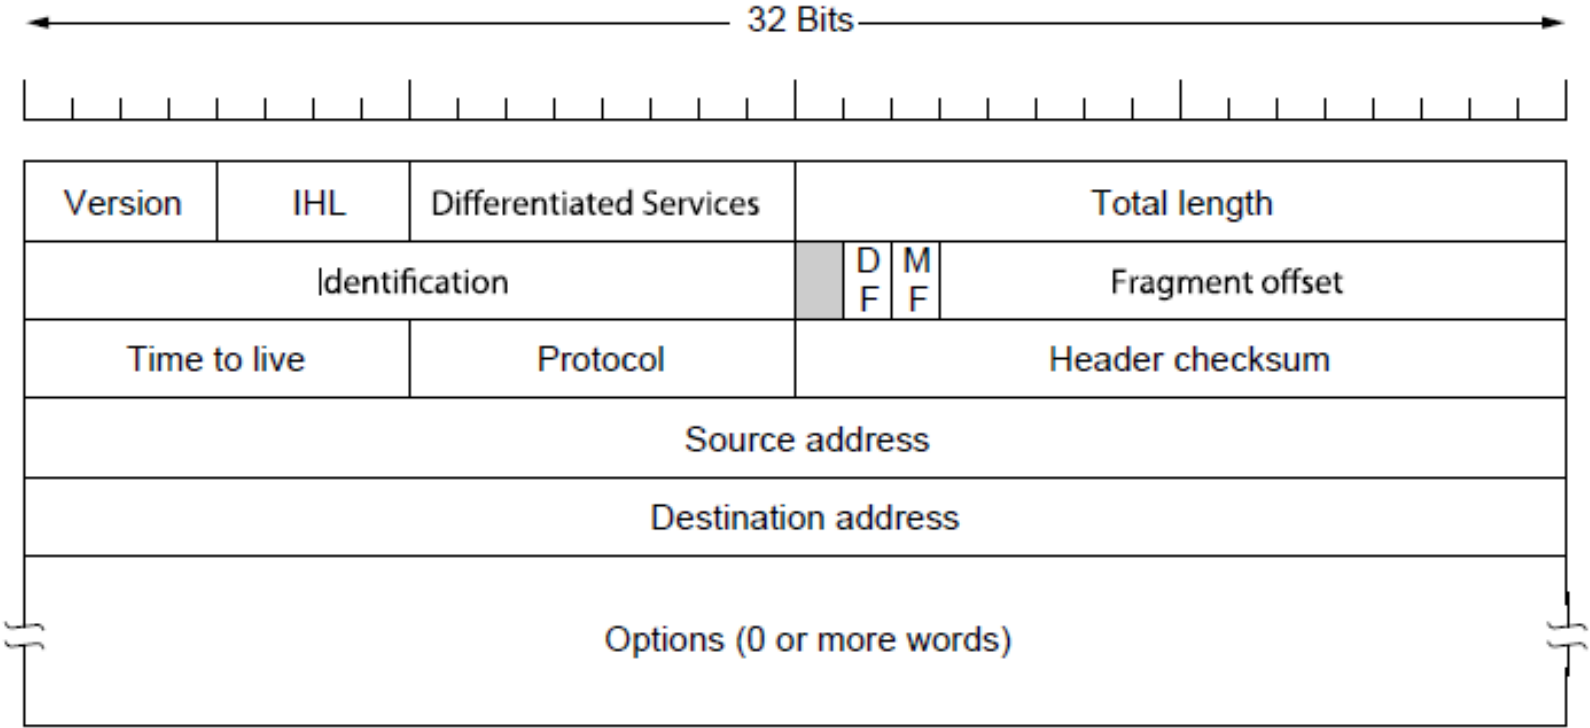 32 Bits
Version IHL Differentiated Services Total length
Identification D F M F Fragment offset
Time to live Protocol Header checksum
Source address
Destination address
Options (0 or more words)